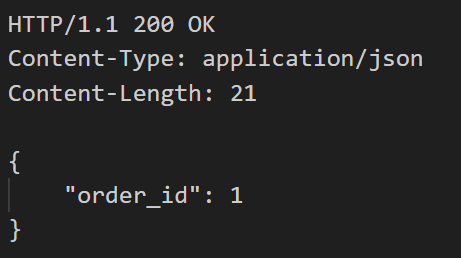 HTTP/1.1 200 OK
Content-Type: application/json
Content-Length: 21

{
    "order_id": 1
}